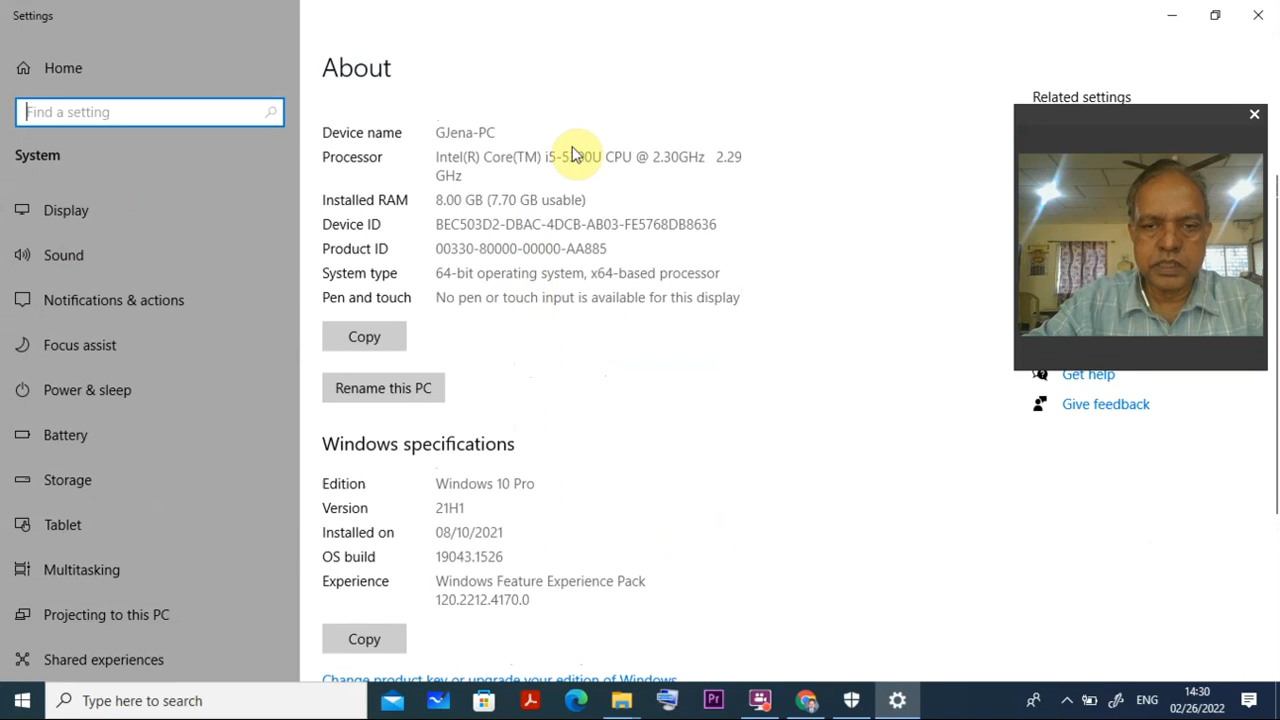 Settings
Home
Find a setting
System
Display
Sound
Notifications & actions
Focus assist
Power & sleep
Battery
Storage
Tablet
Multitasking
Projecting to this PC
Shared experiences
About
Device name GJena-PC
Processor Intel(R) Core(TM) CPU @ 2.30GHz 2.29
GHz
Installed RAM 8.00 GB (7.70 GB usable)
Device ID BEC503D2-DBAC-4DCB-AB03-FE5768DB8636
Product ID 00330-80000-00000-AA885
System type 64-bit operating system, x64-based processor
Pen and touch No pen or touch input is available for this display
Copy
Rename this PC
Windows specifications
Edition Windows 10 Pro
Version 21H1
Installed on 08/10/2021
OS build 19043.1526
Experience Windows Feature Experience Pack
120.2212.4170.0
Copy
Change product key or upgrade your edition of Windows
Related settings
Get help
Give feedback
Type here to search
Pr
ENG
14:30
02/26/2022